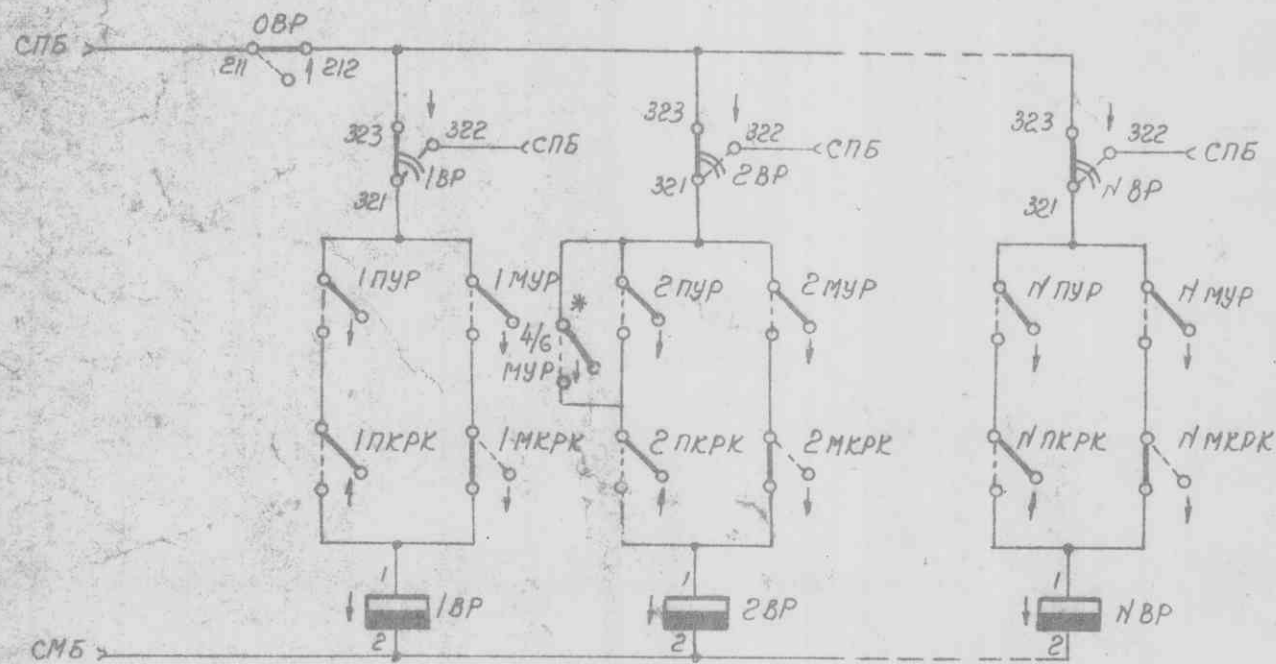 ОВР
СПБ
211 212
323 322 СПБ
323 322 СПБ
323 322 СПБ
321 1ВР
321 2ВР
321 NВР
1ПУР 1МУР
* 2ПУР 2МУР
NПУР NМУР
4/6
МУР
1ПКРК 1МКРК
2ПКРК 2МКРК
NПКРК NМКРК
1 1ВР
2
1 2ВР
2
1 NВР
2
СМБ